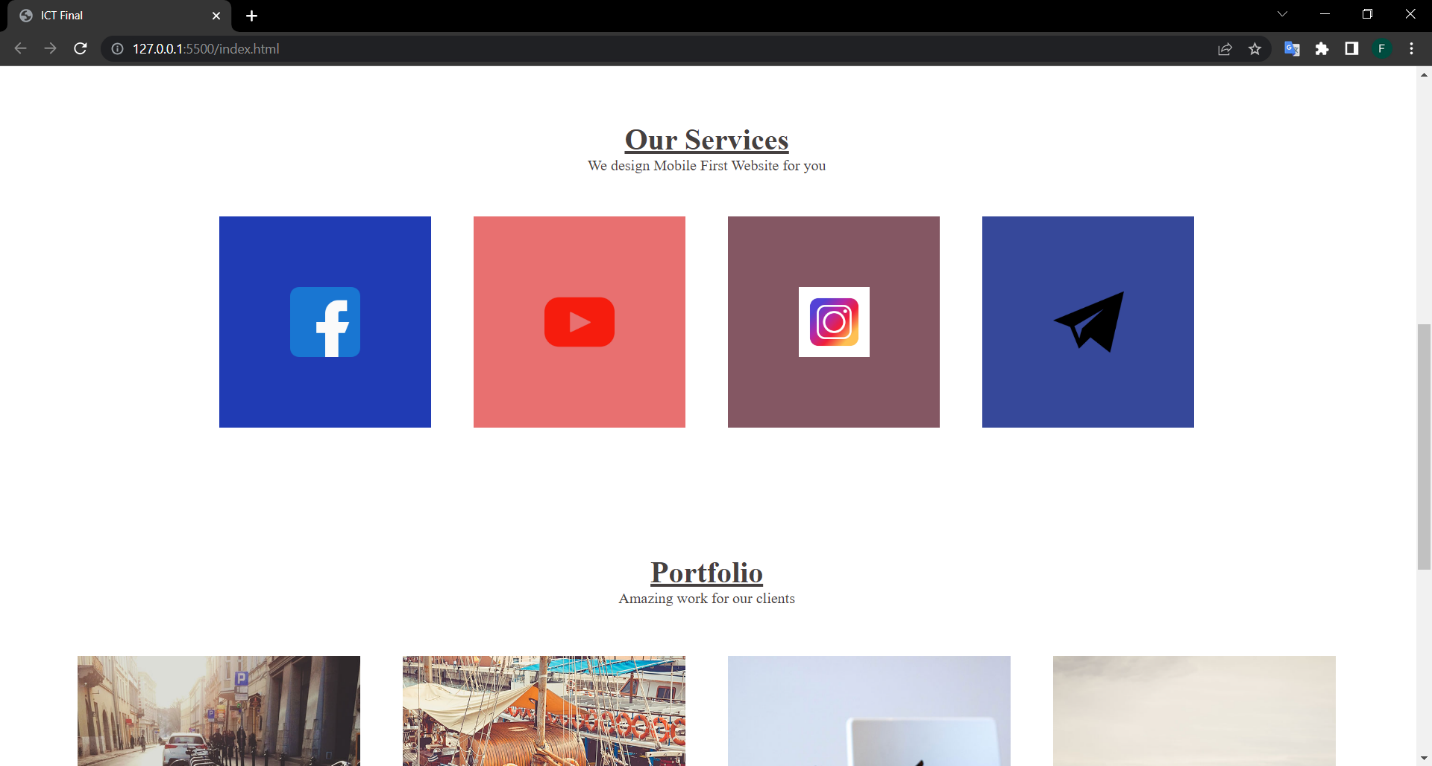 ICT Final
127.0.0.1:5500/index.html
F
Our Services
We design Mobile First Website for you
Portfolio
Amazing work for our clients
P